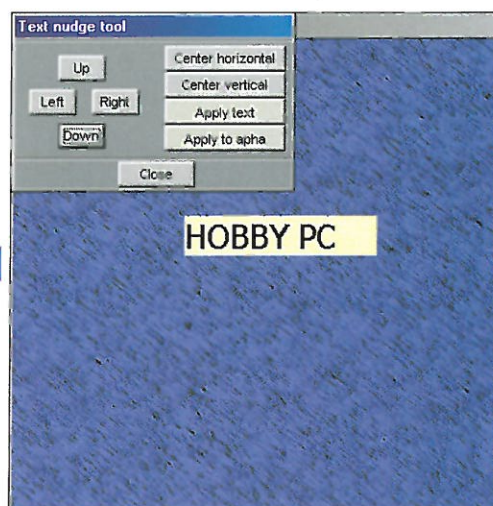 Text nudge tool
Up
Left
Right
Down
Center horizontal
Center vertical
Apply text
Apply to apha
Close
HOBBY PC